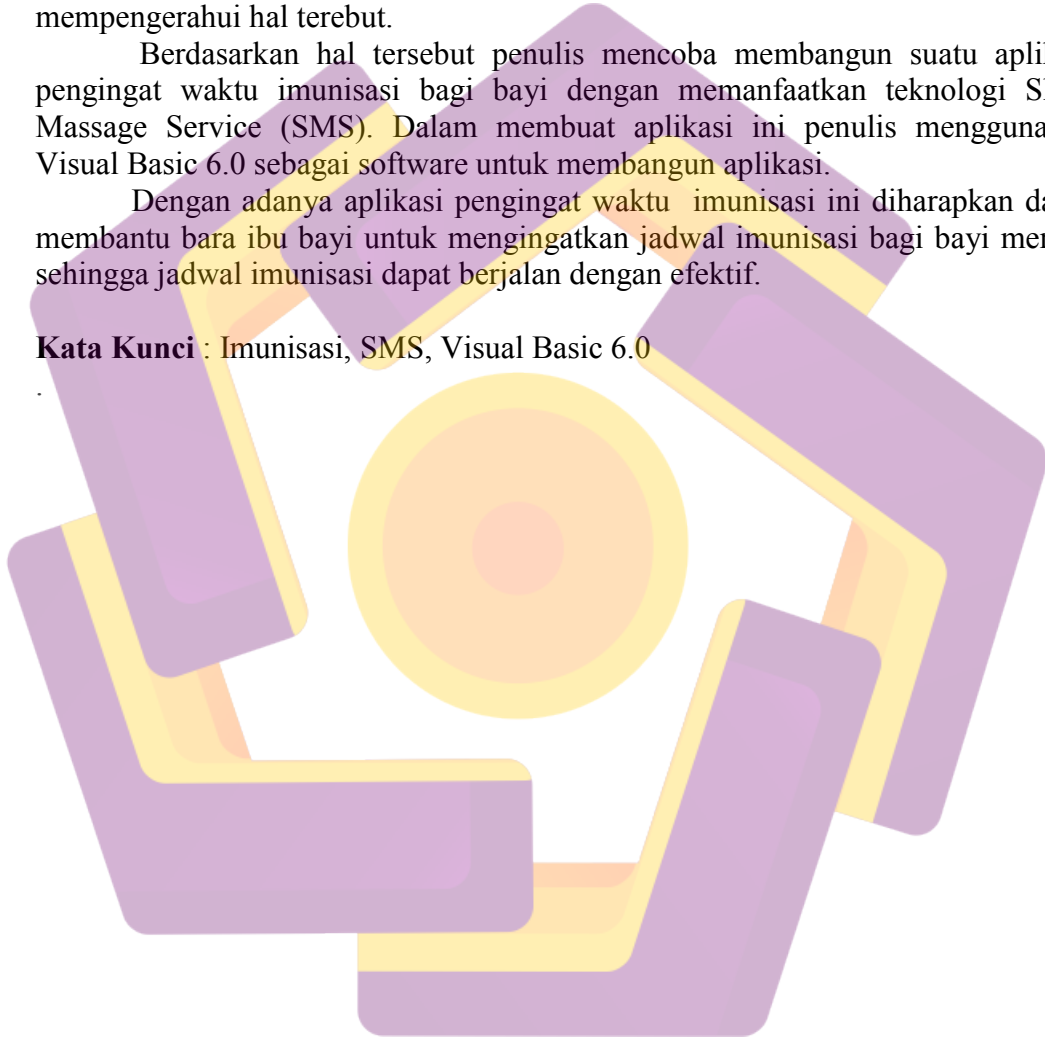 mempengerahui hal terebut.
Berdasarkan hal tersebut penulis mencoba membangun suatu
pengingat waktu imunisasi bagi bayi dengan memanfaatkan teknologi
Massage Service (SMS). Dalam membuat aplikasi ini penulis
Visual Basic 6.0 sebagai software untuk membangun aplikasi.
Dengan adanya aplikasi pengingat waktu imunisasi ini diharapkan
membantu bara ibu bayi untuk mengingatkan jadwal imunisasi bagi bayi
sehingga jadwal imunisasi dapat berjalan dengan efektif.
Kata Kunci : Imunisasi, SMS, Visual Basic 6.0
.